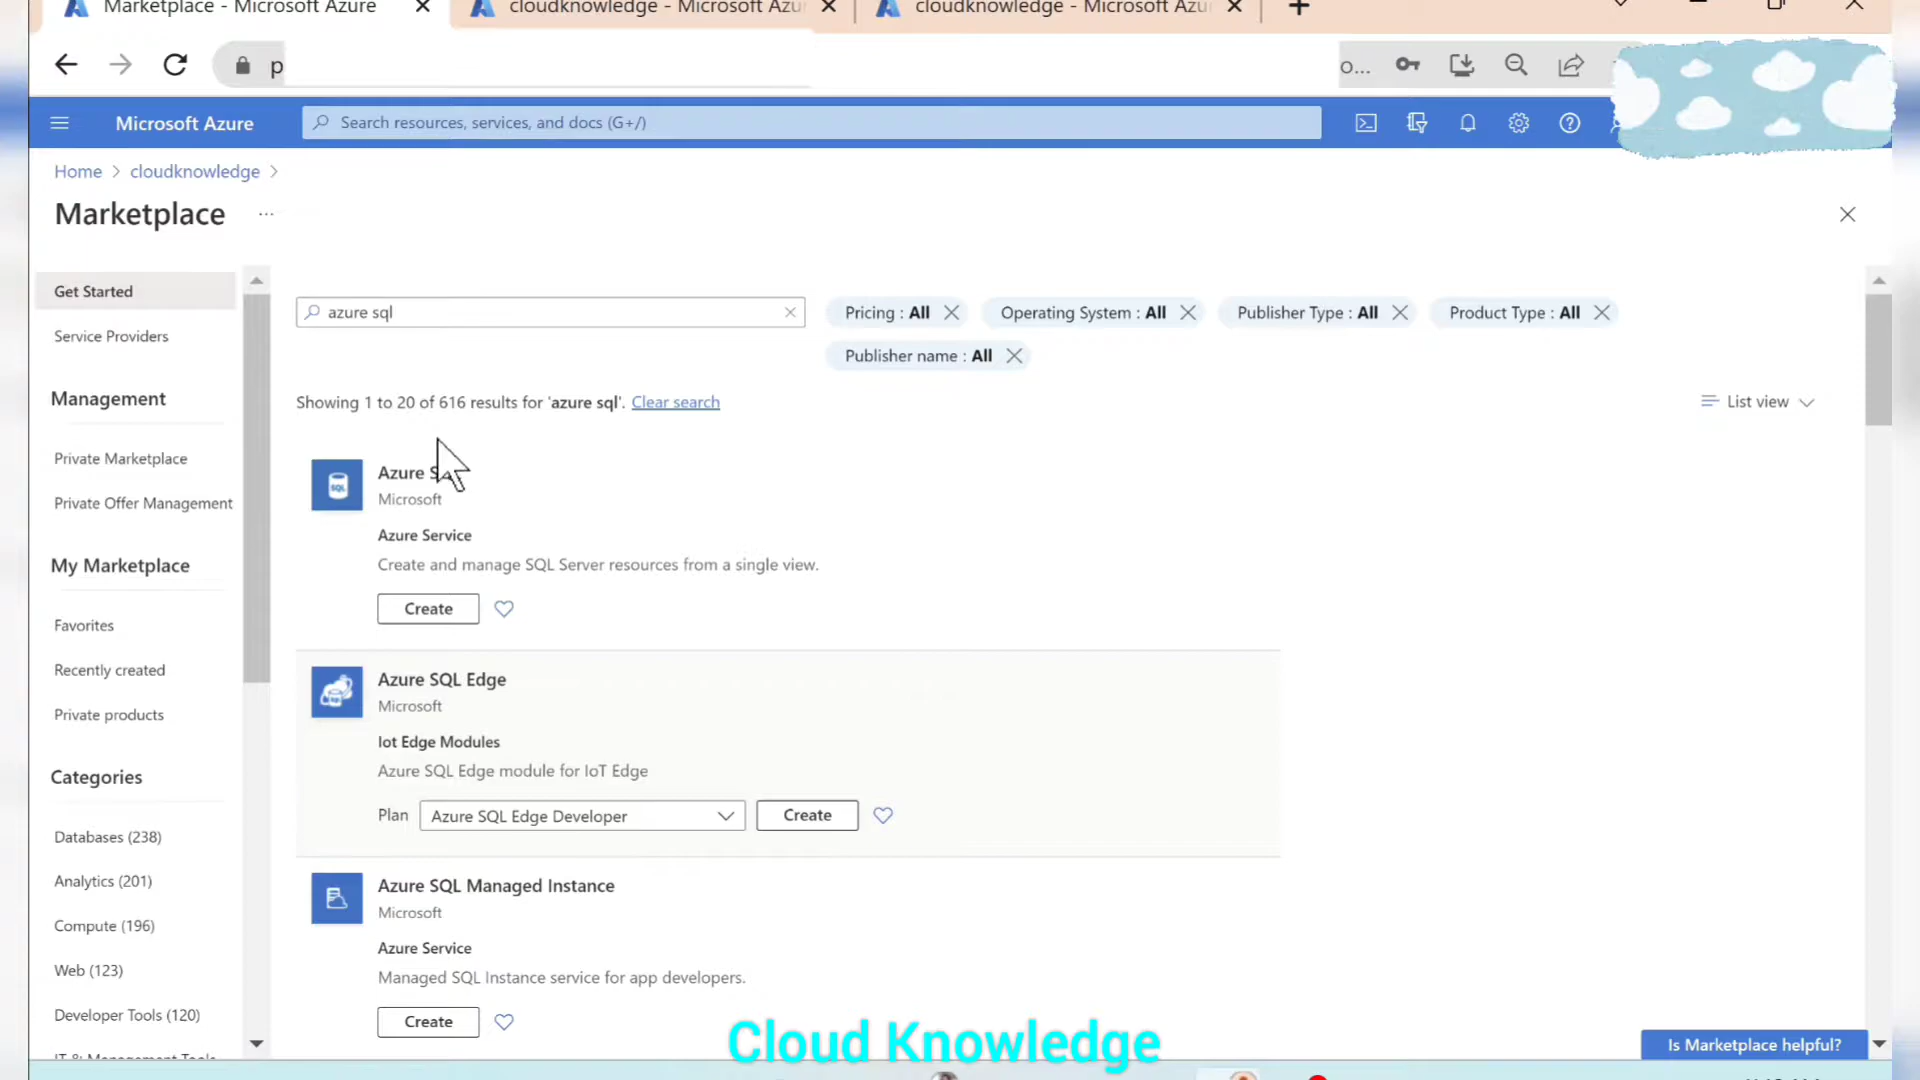 Marketplace - Microsoft Azure
cloudknowledge - Microsoft Azu
cloudknowledge - Microsoft Azu
p
o...
Microsoft Azure
Search resources, services, and docs (G+/)
Home > cloudknowledge >
Marketplace ...
Get Started
Service Providers
Management
Private Marketplace
Private Offer Management
My Marketplace
Favorites
Recently created
Private products
Categories
Databases (238)
Analytics (201)
Compute (196)
Web (123)
Developer Tools (120)
IT & Management Tools
azure sql
Pricing : All
Operating System : All
Publisher Type : All
Product Type : All
Publisher name : All
Showing 1 to 20 of 616 results for 'azure sql'. Clear search
List view
SQL
Azure
Microsoft
Azure Service
Create and manage SQL Server resources from a single view.
Create
Azure SQL Edge
Microsoft
Iot Edge Modules
Azure SQL Edge module for IoT Edge
Plan Azure SQL Edge Developer Create
Azure SQL Managed Instance
Microsoft
Azure Service
Managed SQL Instance service for app developers.
Create
Cloud Knowledge
Is Marketplace helpful?